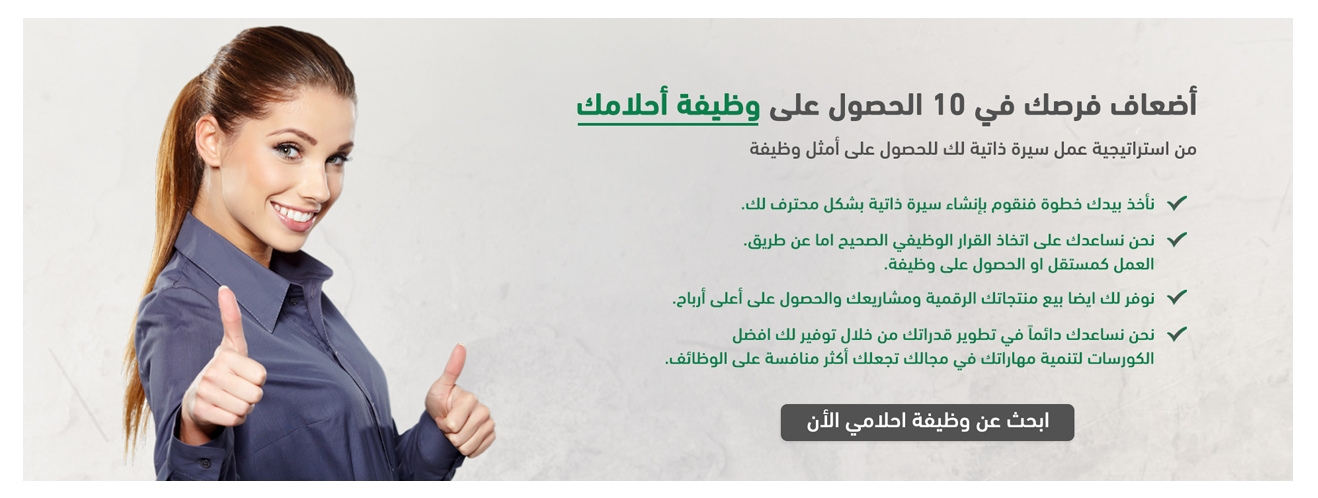 أضعاف فرصك في 10 الحصول على وظيفة أحلامك
من استراتيجية عمل سيرة ذاتية لك للحصول على أمثل وظيفة
نأخذ بيدك خطوة فنقوم بإنشاء سيرة ذاتية بشكل محترف لك.
نحن نساعدك على اتخاذ القرار الوظيفي الصحيح اما عن طريق.
العمل كمستقل او الحصول على وظيفة.
نوفر لك ايضا بيع منتجاتك الرقمية ومشاريعك والحصول على أعلى أرباح.
نحن نساعدك دائماً في تطوير قدراتك من خلال توفير لك افضل
الكورسات لتنمية مهاراتك في مجالك تجعلك أكثر منافسة على الوظائف.
ابحث عن وظيفة احلامي الأن